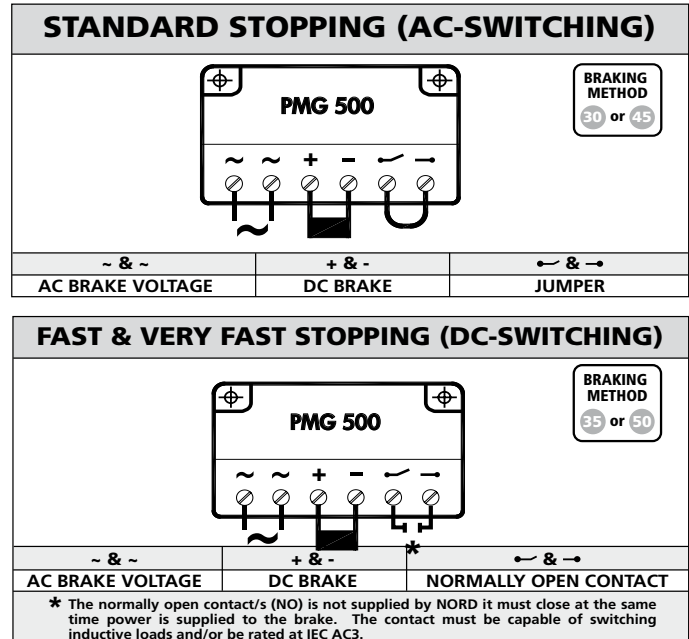 STANDARD STOPPING (AC-SWITCHING)
BRAKING
METHOD
30 or 45
PMG 500
~ ~ + -
~
~ & ~ + & - &
AC BRAKE VOLTAGE DC BRAKE JUMPER
FAST & VERY FAST STOPPING (DC-SWITCHING)
BRAKING
METHOD
35 or 50
PMG 500
~ ~ + -
~
*
~ & ~ + & - &
AC BRAKE VOLTAGE DC BRAKE NORMALLY OPEN CONTACT
* The normally open contact/s (NO) is not supplied by NORD it must close at the same
time power is supplied to the brake. The contact must be capable of switching
inductive loads and/or be rated at IEC AC3.